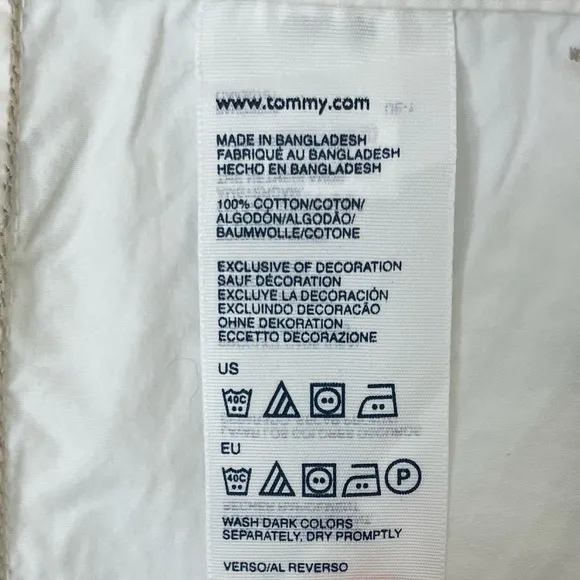 www.tommy.com
MADE IN BANGLADESH
FABRIQUÉ AU BANGLADESH
HECHO EN BANGLADESH
100% COTTON/COTON/
ALGODÓN/ALGODÃO/
BAUMWOLLE/COTONE
EXCLUSIVE OF DECORATION
SAUF DÉCORATION
EXCLUYE LA DECORACIÓN
EXCLUINDO DECORACÃO
OHNE DEKORATION
ECCETTO DECORAZIONE
US
40C
EU
40C P
WASH DARK COLORS
SEPARATELY, DRY PROMPTLY
VERSO/AL REVERSO